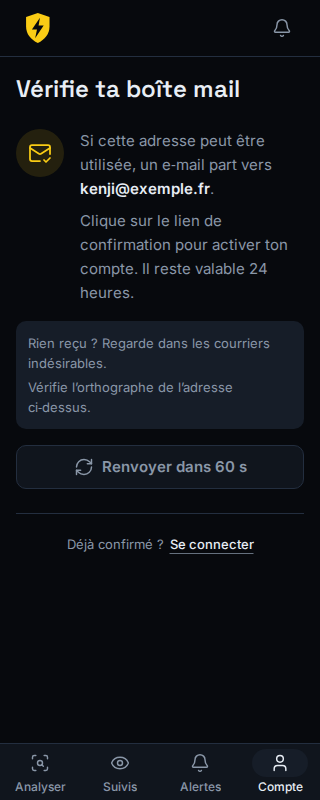 Vérifie ta boîte mail
Si cette adresse peut être
utilisée, un e-mail part vers
kenji@exemple.fr.
Clique sur le lien de
confirmation pour activer ton
compte. Il reste valable 24
heures.
Rien reçu ? Regarde dans les courriers
indésirables.
Vérifie l'orthographe de l'adresse
ci-dessus.
Renvoyer dans 60 s
Déjà confirmé ? Se connecter
Analyser
Suivis
Alertes
Compte